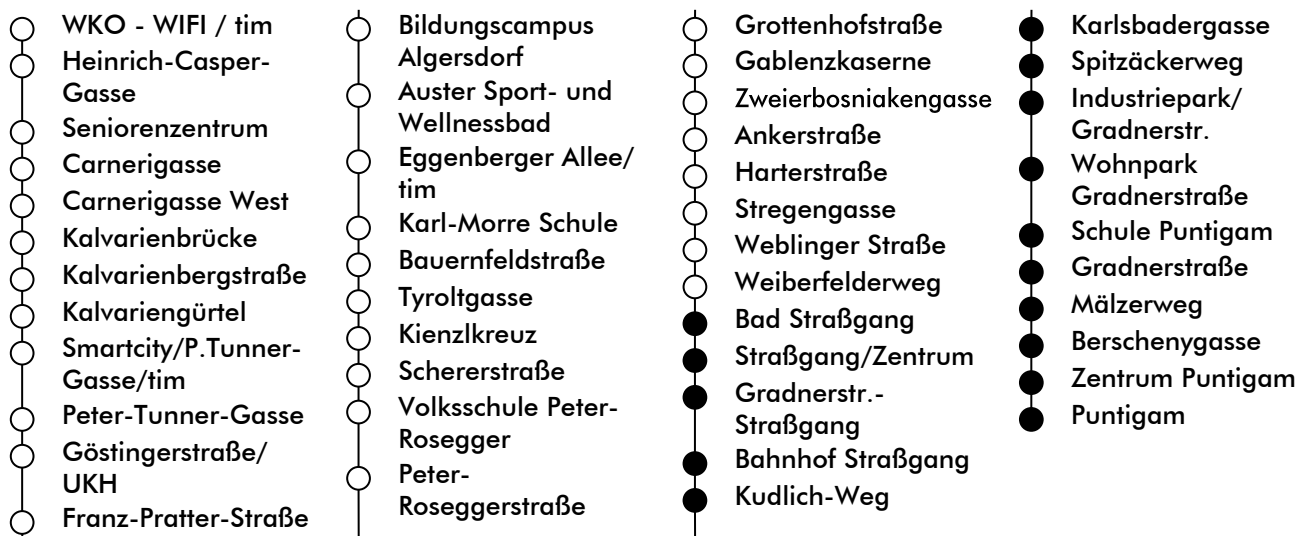 WKO - WIFI / tim
Heinrich-Casper-
Gasse
Seniorenzentrum
Carnerigasse
Carnerigasse West
Kalvarienbrücke
Kalvarienbergstraße
Kalvariengürtel
Smartcity/P.Tunner-
Gasse/tim
Peter-Tunner-Gasse
Göstingerstraße/
UKH
Franz-Pratter-Straße
Bildungscampus
Algersdorf
Auster Sport- und
Wellnessbad
Eggenberger Allee/
tim
Karl-Morre Schule
Bauernfeldstraße
Tyroltgasse
Kienzlkreuz
Schererstraße
Volksschule Peter-
Rosegger
Peter-
Roseggerstraße
Grottenhofstraße
Gablenzkaserne
Zweierbosniakengasse
Ankerstraße
Harterstraße
Stregengasse
Weblinger Straße
Weiberfelderweg
Bad Straßgang
Straßgang/Zentrum
Gradnerstr.-
Straßgang
Bahnhof Straßgang
Kudlich-Weg
Karlsbadergasse
Spitzäckerweg
Industriepark/
Gradnerstr.
Wohnpark
Gradnerstraße
Schule Puntigam
Gradnerstraße
Mälzerweg
Berschenygasse
Zentrum Puntigam
Puntigam